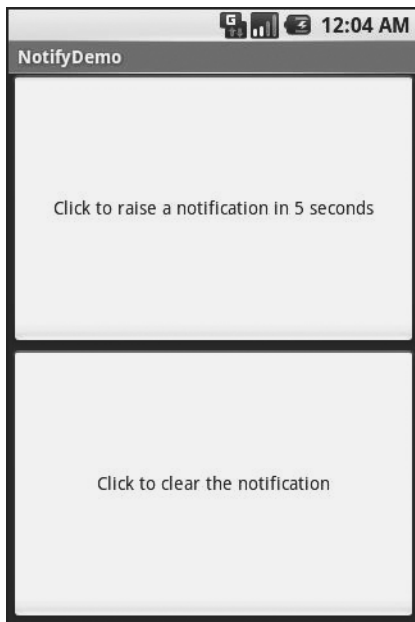 G
12:04 AM
NotifyDemo
Click to raise a notification in 5 seconds
Click to clear the notification